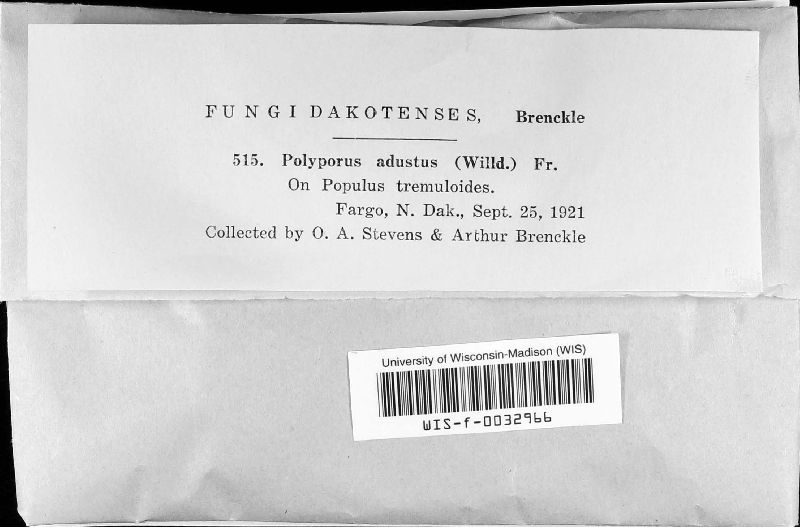 FUNGI DAKOTENSES, Brenckle
515. Polyporus adustus (Willd.) Fr.
On Populus tremuloides.
Fargo, N. Dak., Sept. 25, 1921
Collected by O. A. Stevens & Arthur Brenckle
University of Wisconsin-Madison (WIS)
WIS-f-0032966